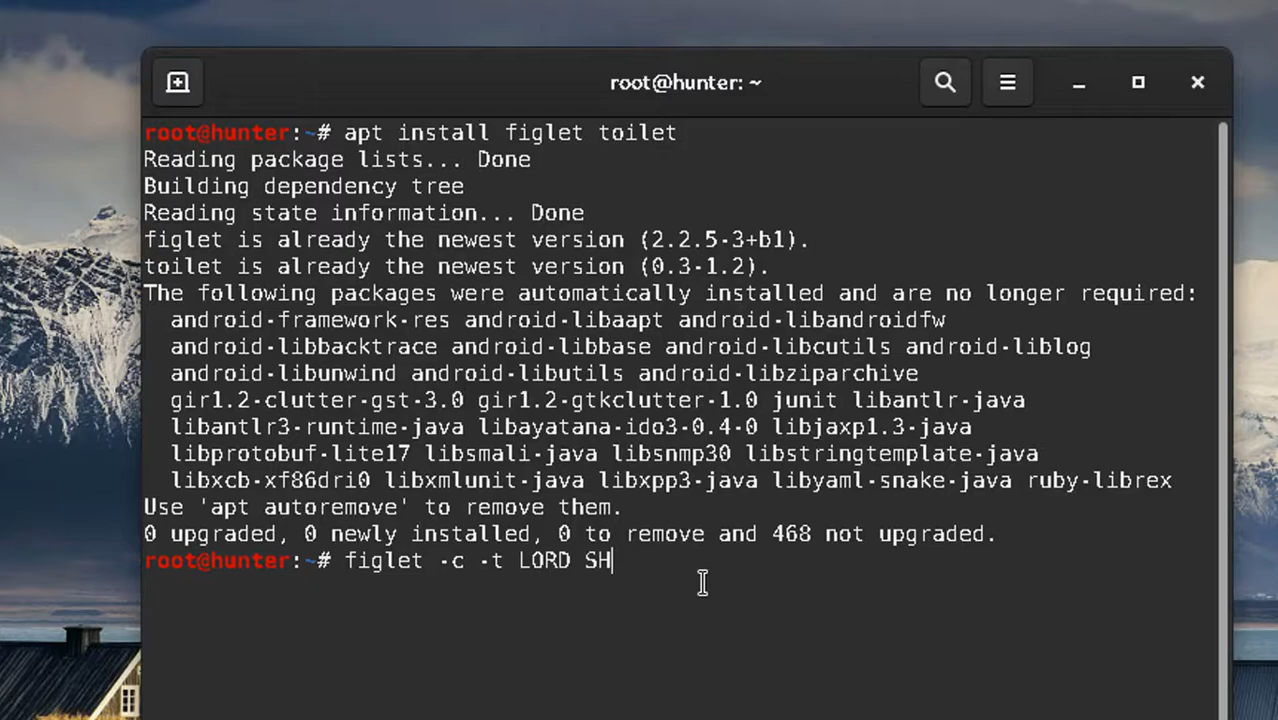 root@hunter: ~
root@hunter:~# apt install figlet toilet
Reading package lists... Done
Building dependency tree
Reading state information... Done
figlet is already the newest version (2.2.5-3+b1).
toilet is already the newest version (0.3-1.2).
The following packages were automatically installed and are no longer required:
  android-framework-res android-libaapt android-libandroidfw
  android-libbacktrace android-libbase android-libcutils android-liblog
  android-libunwind android-libutils android-libziparchive
  gir1.2-clutter-gst-3.0 gir1.2-gtkclutter-1.0 junit libantlr-java
  libantlr3-runtime-java libayatana-ido3-0.4-0 libjaxp1.3-java
  libprotobuf-lite17 libsmali-java libsnmp30 libstringtemplate-java
  libxcb-xf86dri0 libxmlunit-java libxpp3-java libyaml-snake-java ruby-librex
Use 'apt autoremove' to remove them.
0 upgraded, 0 newly installed, 0 to remove and 468 not upgraded.
root@hunter:~# figlet -c -t LORD SH